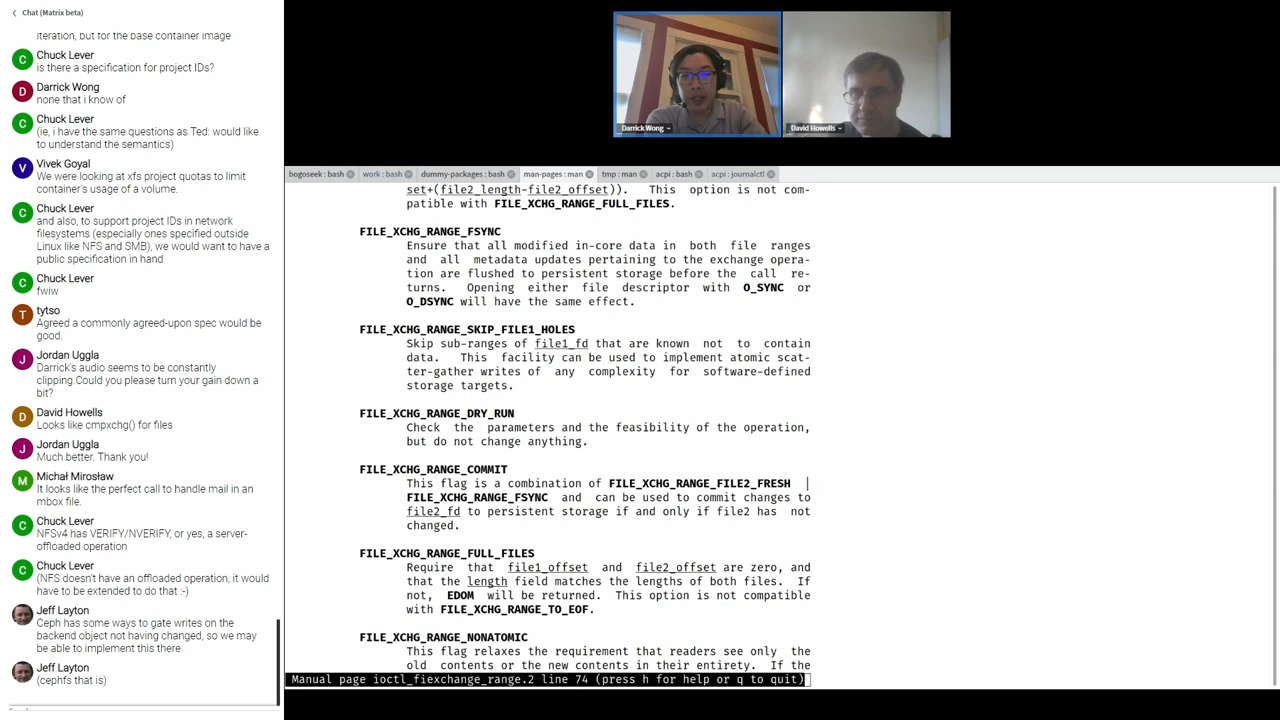 Chat (Matrix beta)
iteration, but for the base container image
C Chuck Lever
is there a specification for project IDs?
D Darrick Wong
none that i know of
C Chuck Lever
(ie, i have the same questions as Ted: would like
to understand the semantics)
V Vivek Goyal
We were looking at xfs project quotas to limit
container's usage of a volume.
C Chuck Lever
and also, to support project IDs in network
filesystems (especially ones specified outside
Linux like NFS and SMB), we would want to have a
public specification in hand
C Chuck Lever
fwiw
T tytso
Agreed a commonly agreed-upon spec would be
good.
J Jordan Uggla
Darrick's audio seems to be constantly
clipping.Could you please turn your gain down a
bit?
D David Howells
Looks like cmpxchg() for files
J Jordan Uggla
Much better. Thank you!
M Michał Mirosław
It looks like the perfect call to handle mail in an
mbox file.
C Chuck Lever
NFSv4 has VERIFY/NVERIFY, or yes, a server-
offloaded operation
C Chuck Lever
(NFS doesn't have an offloaded operation, it would
have to be extended to do that :-)
Jeff Layton
Ceph has some ways to gate writes on the
backend object not having changed, so we may
be able to implement this there
Jeff Layton
(cephfs that is)
Darrick Wong
David Howells
bogoseek : bash work : bash dummy-packages : bash man-pages : man tmp : man acpi : bash acpi : journalctl
set+(file2_length-file2_offset)). This option is not com-
patible with FILE_XCHG_RANGE_FULL_FILES.
FILE_XCHG_RANGE_FSYNC
Ensure that all modified in-core data in both file ranges
and all metadata updates pertaining to the exchange opera-
tion are flushed to persistent storage before the call re-
turns. Opening either file descriptor with O_SYNC or
O_DSYNC will have the same effect.
FILE_XCHG_RANGE_SKIP_FILE1_HOLES
Skip sub-ranges of file1_fd that are known not to contain
data. This facility can be used to implement atomic scat-
ter-gather writes of any complexity for software-defined
storage targets.
FILE_XCHG_RANGE_DRY_RUN
Check the parameters and the feasibility of the operation,
but do not change anything.
FILE_XCHG_RANGE_COMMIT
This flag is a combination of FILE_XCHG_RANGE_FILE2_FRESH |
FILE_XCHG_RANGE_FSYNC and can be used to commit changes to
file2_fd to persistent storage if and only if file2 has not
changed.
FILE_XCHG_RANGE_FULL_FILES
Require that file1_offset and file2_offset are zero, and
that the length field matches the lengths of both files. If
not, EDOM will be returned. This option is not compatible
with FILE_XCHG_RANGE_TO_EOF.
FILE_XCHG_RANGE_NONATOMIC
This flag relaxes the requirement that readers see only the
old contents or the new contents in their entirety. If the
Manual page ioctl_fiexchange_range.2 line 74 (press h for help or q to quit)